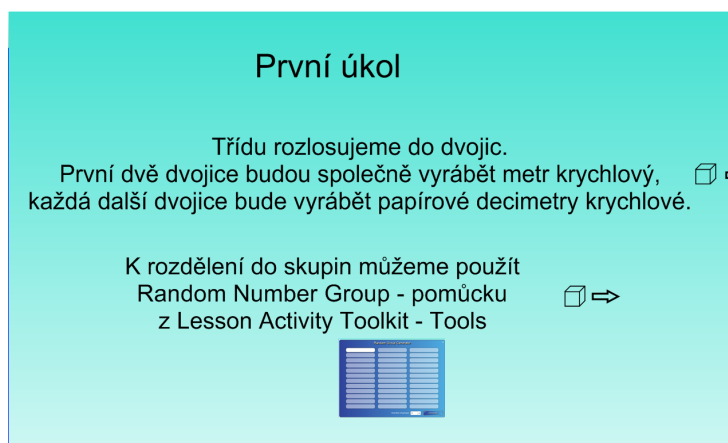 První úkol
Třídu rozlosujeme do dvojic.
První dvě dvojice budou společně vyrábět metr krychlový,
každá další dvojice bude vyrábět papírové decimetry krychlové.
K rozdělení do skupin můžeme použít
Random Number Group - pomůcku
z Lesson Activity Toolkit - Tools